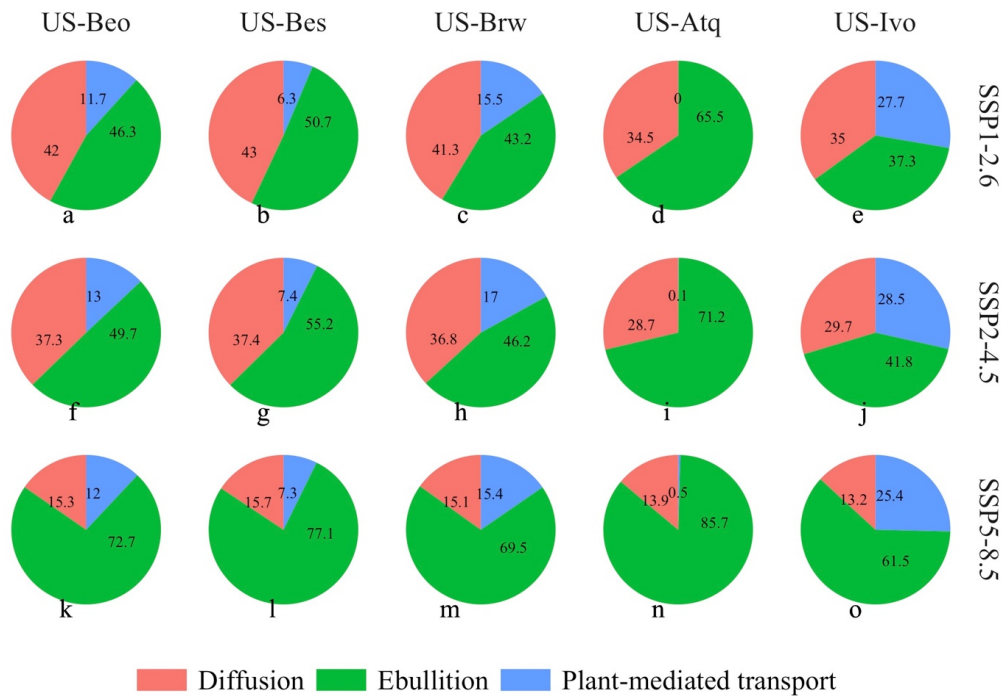 US-Beo US-Bes US-Brw US-Atq US-Ivo
11.7 46.3 42 6.3 50.7 43 15.5 43.2 41.3 0 65.5 34.5 27.7 37.3 35 SSP1-2.6
a b c d e
13 49.7 37.3 7.4 55.2 37.4 17 46.2 36.8 0.1 71.2 28.7 28.5 41.8 29.7 SSP2-4.5
f g h i j
12 72.7 15.3 7.3 77.1 15.7 15.4 69.5 15.1 0.5 85.7 13.9 25.4 61.5 13.2 SSP5-8.5
k l m n o
Diffusion Ebullition Plant-mediated transport